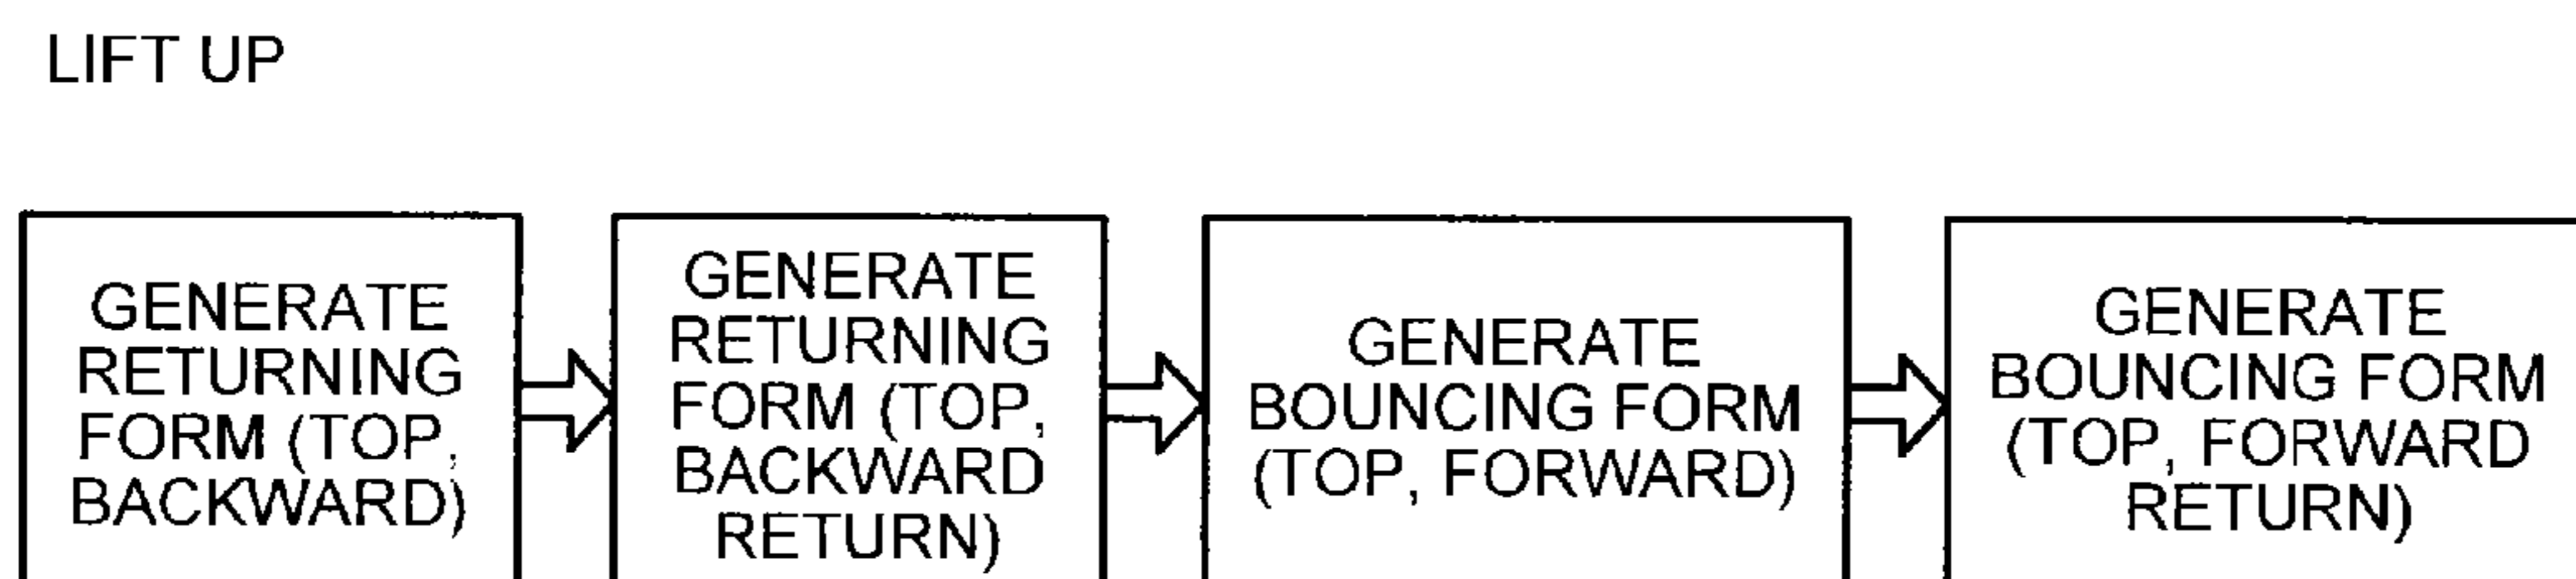 LIFT UP
GENERATE
RETURNING
FORM (TOP,
BACKWARD)
GENERATE
RETURNING
FORM (TOP,
BACKWARD
RETURN)
GENERATE
BOUNCING FORM
(TOP, FORWARD)
GENERATE
BOUNCING FORM
(TOP, FORWARD
RETURN)